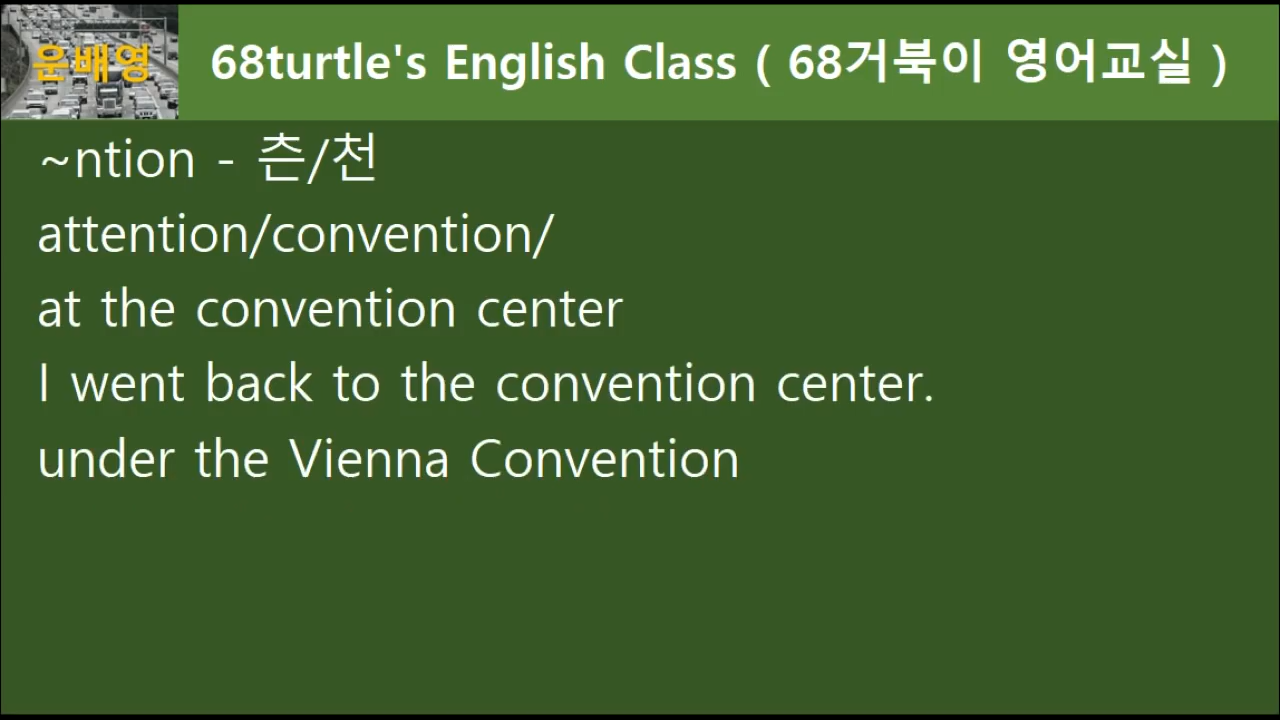 운배영
68turtle's English Class ( 68거북이 영어교실 )
~ntion - 츤/천
attention/convention/
at the convention center
I went back to the convention center.
under the Vienna Convention